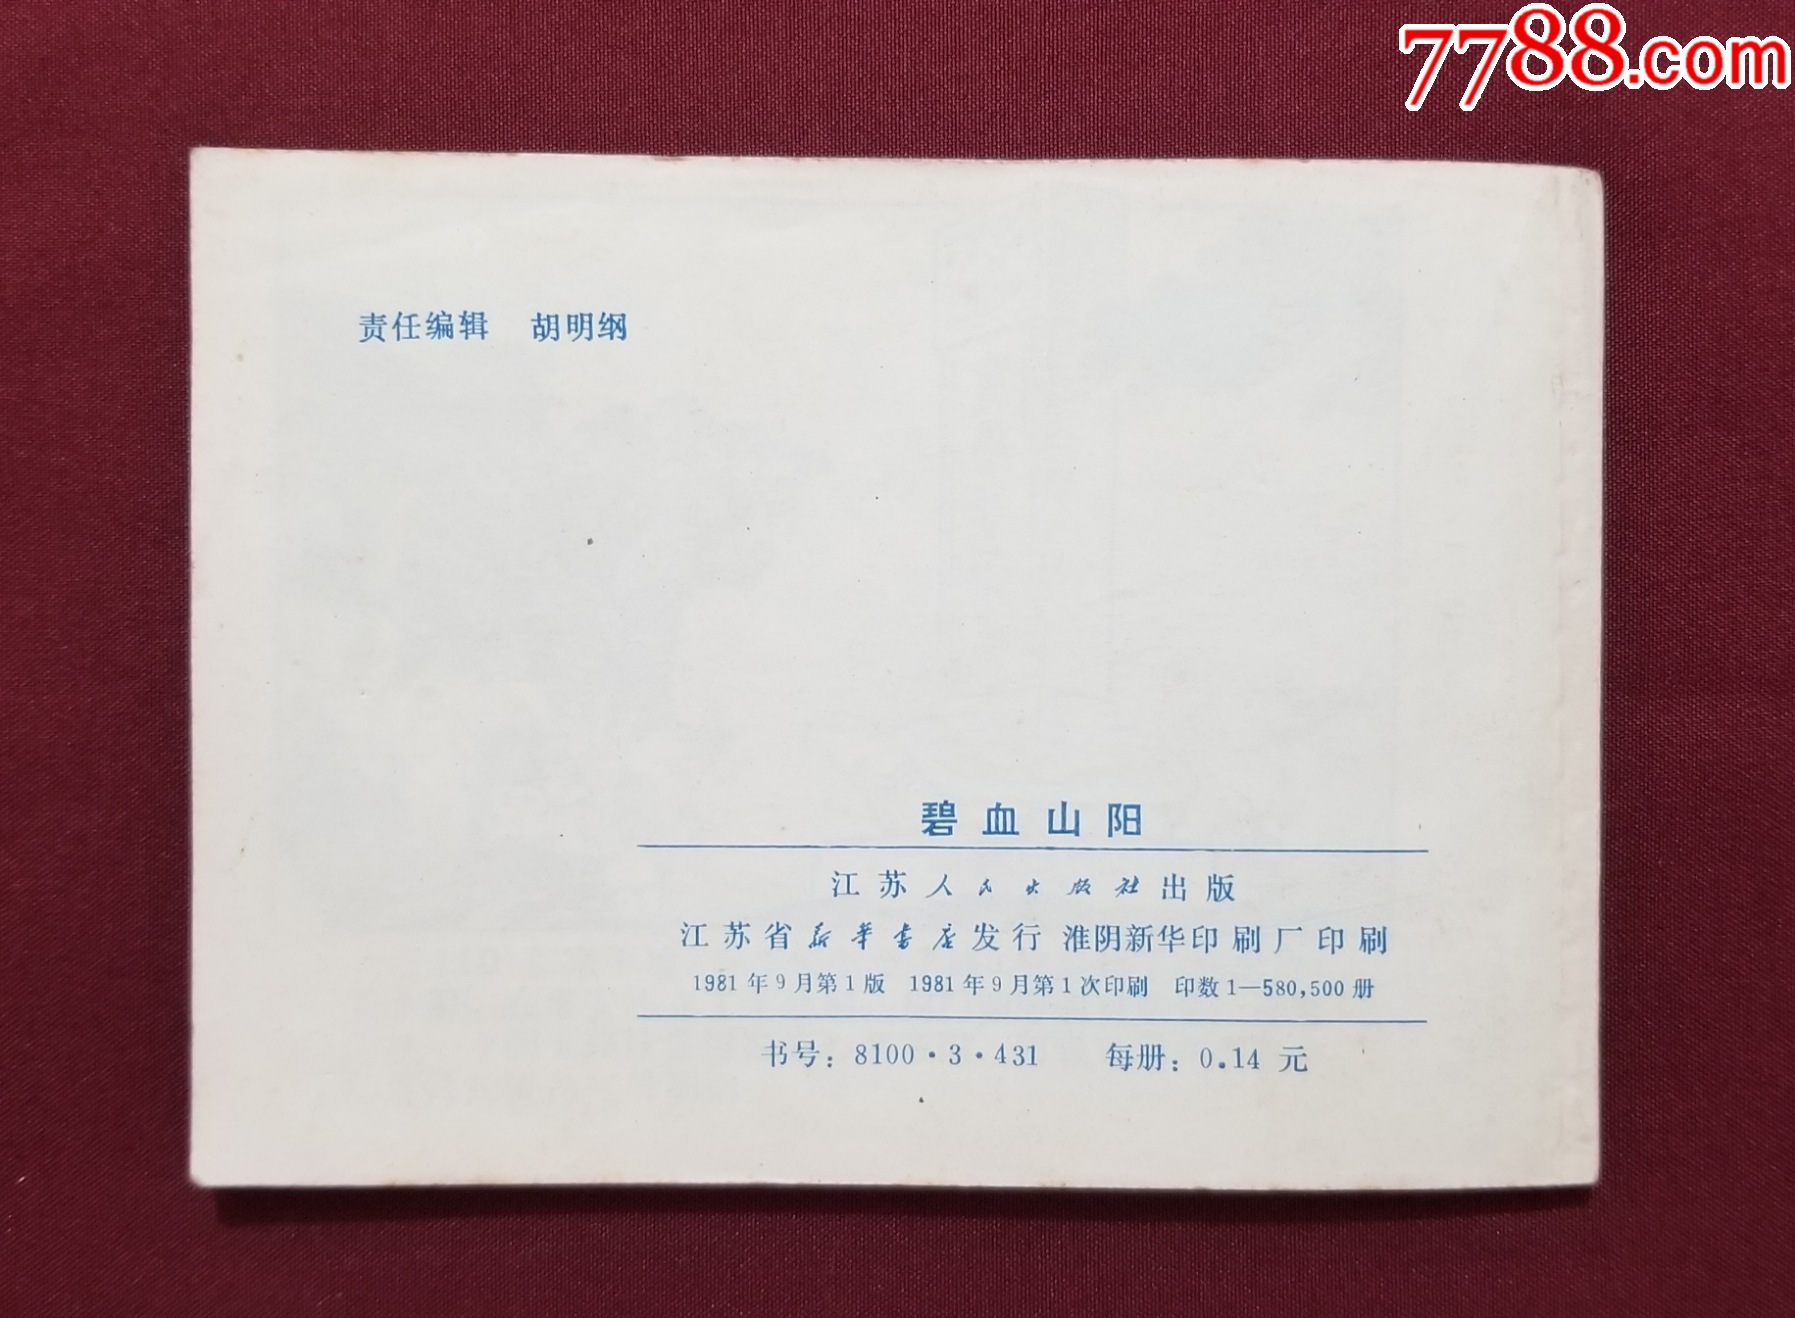 7788.com
责任编辑 胡明纲
碧血山阳
江苏人民出版社出版
江苏省新华书店发行 淮阴新华印刷厂印刷
1981年9月第1版 1981年9月第1次印刷 印数1—580,500册
书号：8100·3·431 每册：0.14元